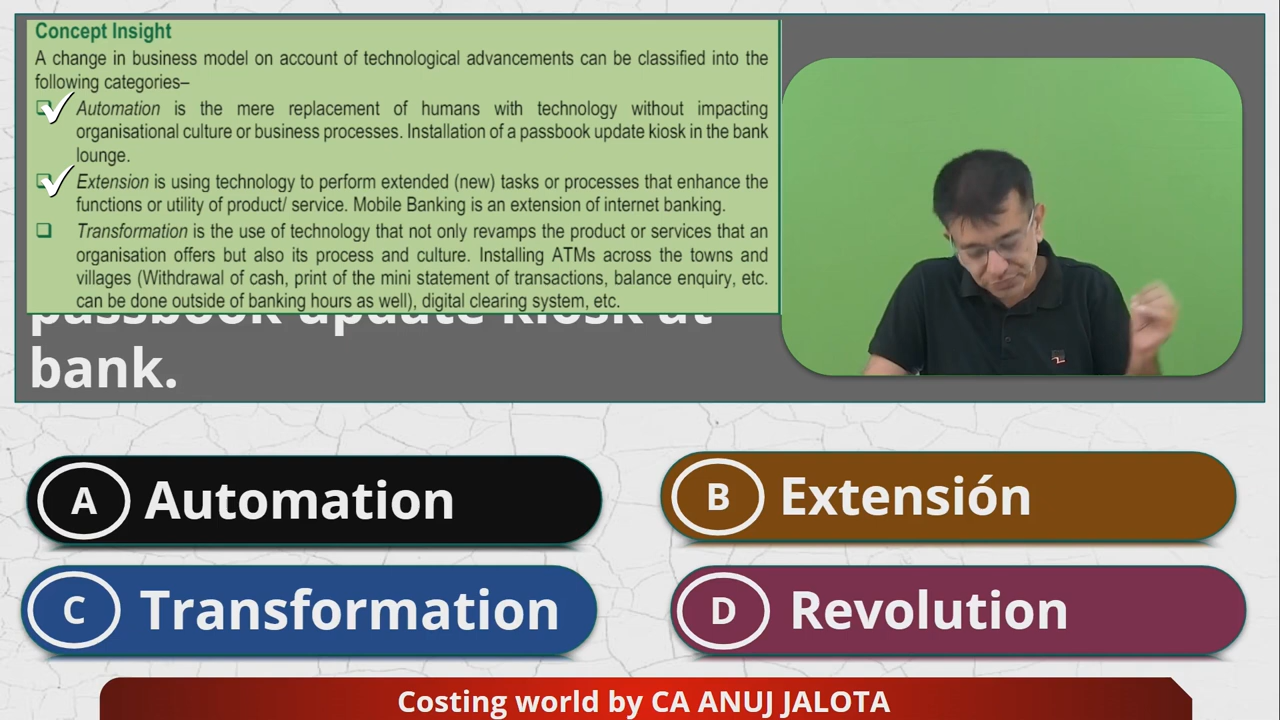 Concept Insight
A change in business model on account of technological advancements can be classified into the
following categories–
Automation is the mere replacement of humans with technology without impacting
organisational culture or business processes. Installation of a passbook update kiosk in the bank
lounge.
Extension is using technology to perform extended (new) tasks or processes that enhance the
functions or utility of product/ service. Mobile Banking is an extension of internet banking.
Transformation is the use of technology that not only revamps the product or services that an
organisation offers but also its process and culture. Installing ATMs across the towns and
villages (Withdrawal of cash, print of the mini statement of transactions, balance enquiry, etc.
can be done outside of banking hours as well), digital clearing system, etc.
passbook update kiosk at
bank.
A Automation
B Extensión
C Transformation
D Revolution
Costing world by CA ANUJ JALOTA